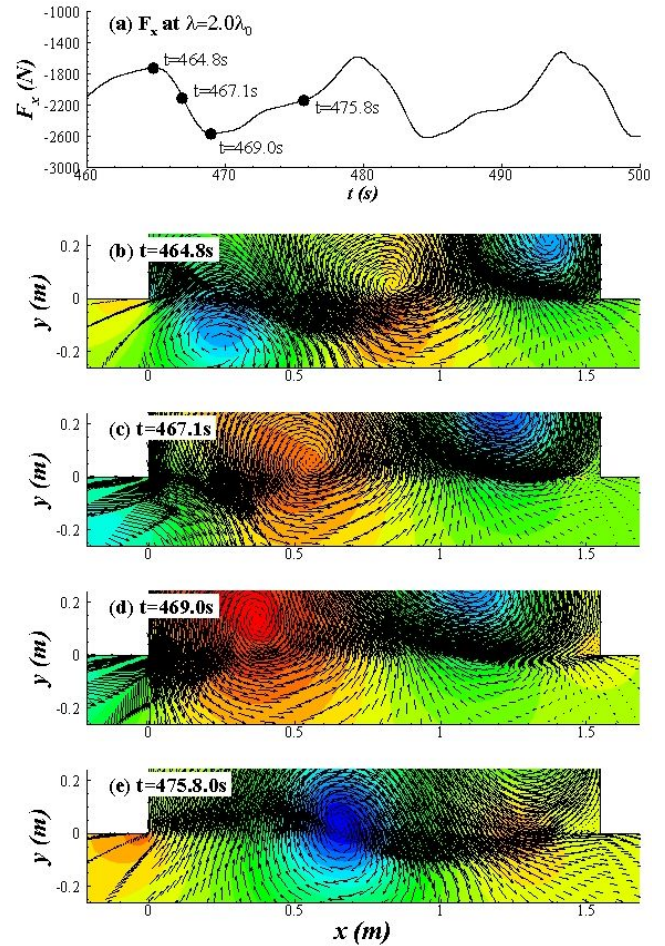 (a) Fₓ at λ=2.0λ₀
-1000
-1400
-1800
-2200
-2600
-3000
Fₓ (N)
t=464.8s
t=467.1s
t=469.0s
t=475.8s
460 470 480 490 500
t (s)
(b) t=464.8s
0.2
0
-0.2
y (m)
0 0.5 1 1.5
(c) t=467.1s
0.2
0
-0.2
y (m)
0 0.5 1 1.5
(d) t=469.0s
0.2
0
-0.2
y (m)
0 0.5 1 1.5
(e) t=475.8.0s
0.2
0
-0.2
y (m)
0 0.5 1 1.5
x (m)